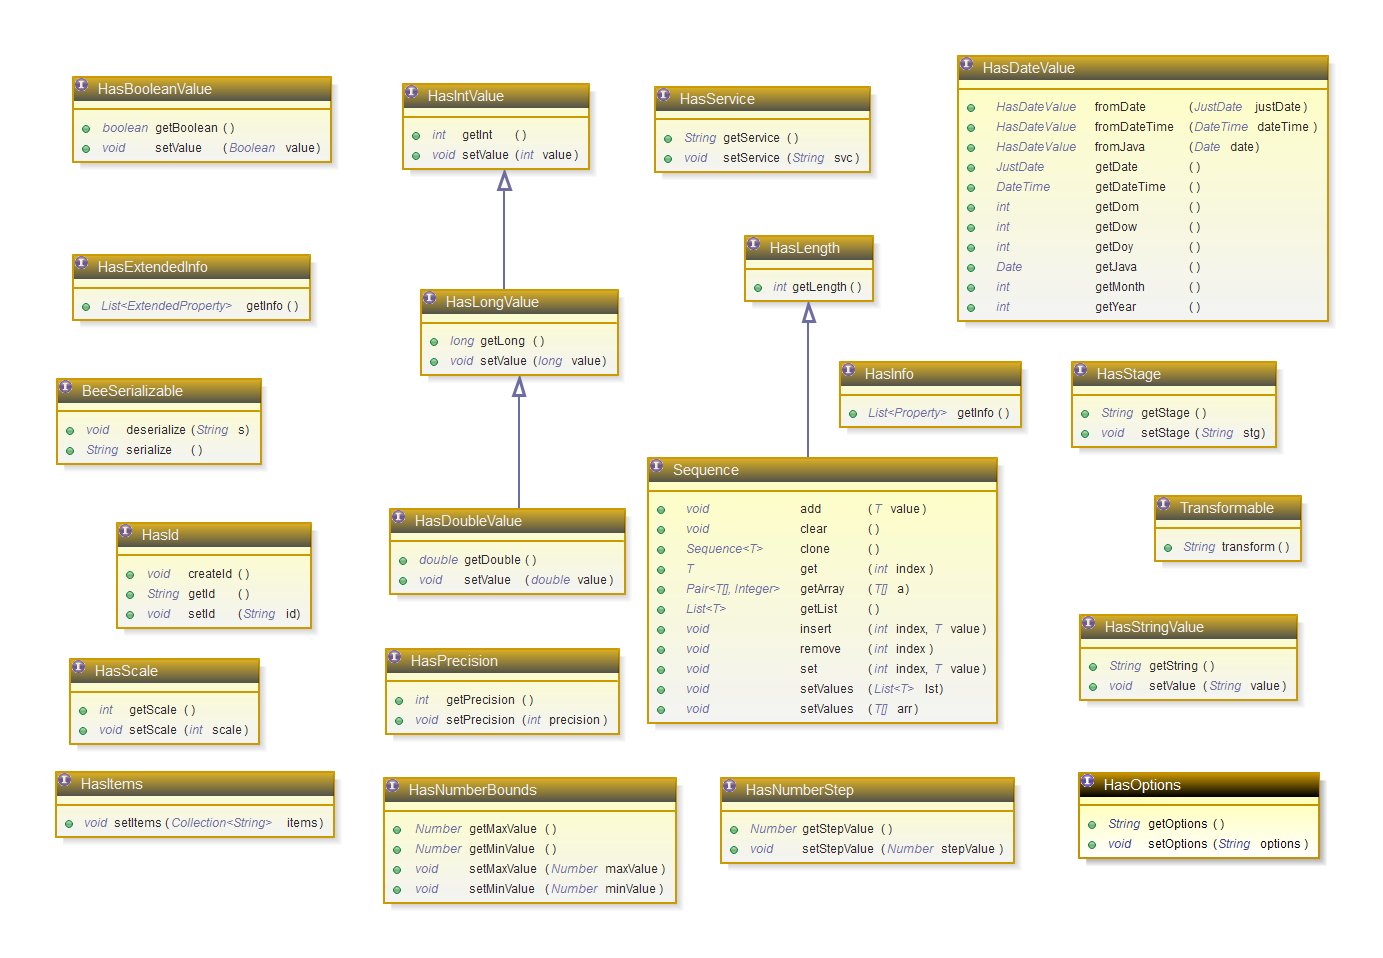 HasBooleanValue
boolean getBoolean ( )
void setValue (Boolean value)
HasIntValue
int getInt ( )
void setValue (int value)
HasService
String getService ( )
void setService (String svc)
HasDateValue
HasDateValue fromDate (JustDate justDate)
HasDateValue fromDateTime (DateTime dateTime)
HasDateValue fromJava (Date date)
JustDate getDate ( )
DateTime getDateTime ( )
int getDom ( )
int getDow ( )
int getDoy ( )
Date getJava ( )
int getMonth ( )
int getYear ( )
HasExtendedInfo
List<ExtendedProperty> getInfo ( )
HasLongValue
long getLong ( )
void setValue (long value)
HasLength
int getLength ( )
BeeSerializable
void deserialize (String s)
String serialize ( )
HasInfo
List<Property> getInfo ( )
HasStage
String getStage ( )
void setStage (String stg)
HasId
void createId ( )
String getId ( )
void setId (String id)
HasDoubleValue
double getDouble ( )
void setValue (double value)
Sequence
void add (T value)
void clear ( )
Sequence<T> clone ( )
T get (int index)
Pair<T[], Integer> getArray (T[] a)
List<T> getList ( )
void insert (int index, T value)
void remove (int index)
void set (int index, T value)
void setValues (List<T> lst)
void setValues (T[] arr)
Transformable
String transform ( )
HasScale
int getScale ( )
void setScale (int scale)
HasPrecision
int getPrecision ( )
void setPrecision (int precision)
HasStringValue
String getString ( )
void setValue (String value)
HasItems
void setItems (Collection<String> items)
HasNumberBounds
Number getMaxValue ( )
Number getMinValue ( )
void setMaxValue (Number maxValue)
void setMinValue (Number minValue)
HasNumberStep
Number getStepValue ( )
void setStepValue (Number stepValue)
HasOptions
String getOptions ( )
void setOptions (String options)